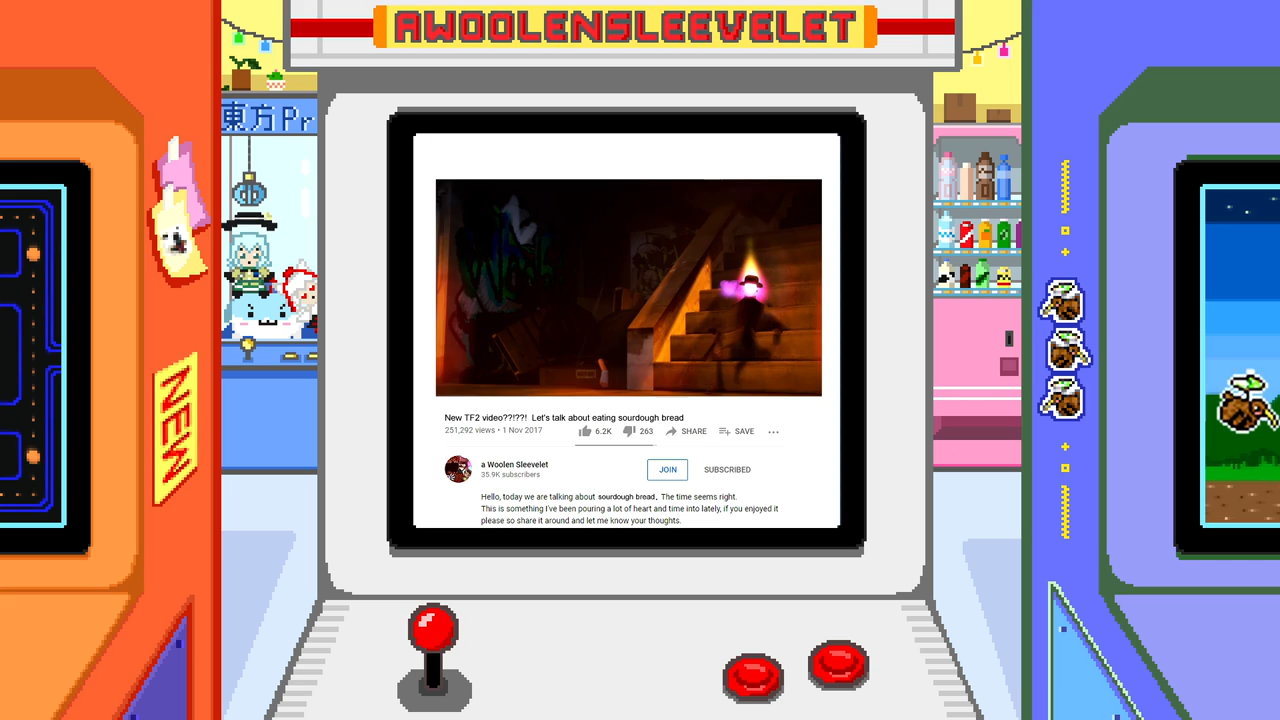 AWOOLENSLEEVELET
東方Pr
NEW
New TF2 video??!??! Let's talk about eating sourdough bread
251,292 views • 1 Nov 2017
6.2K
263
SHARE
SAVE
a Woolen Sleevelet
35.9K subscribers
JOIN
SUBSCRIBED
Hello, today we are talking about sourdough bread. The time seems right.
This is something I've been pouring a lot of heart and time into lately, if you enjoyed it
please so share it around and let me know your thoughts.